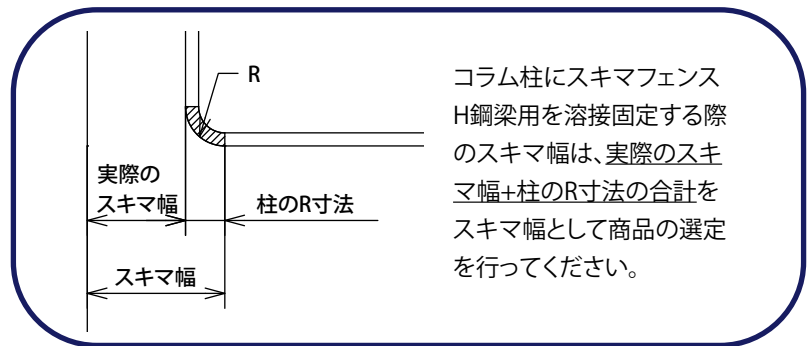 R
実際の
スキマ幅
柱のR寸法
スキマ幅
コラム柱にスキマフェンス
H鋼梁用を溶接固定する際
のスキマ幅は、実際のスキ
マ幅+柱のR寸法の合計を
スキマ幅として商品の選定
を行ってください。